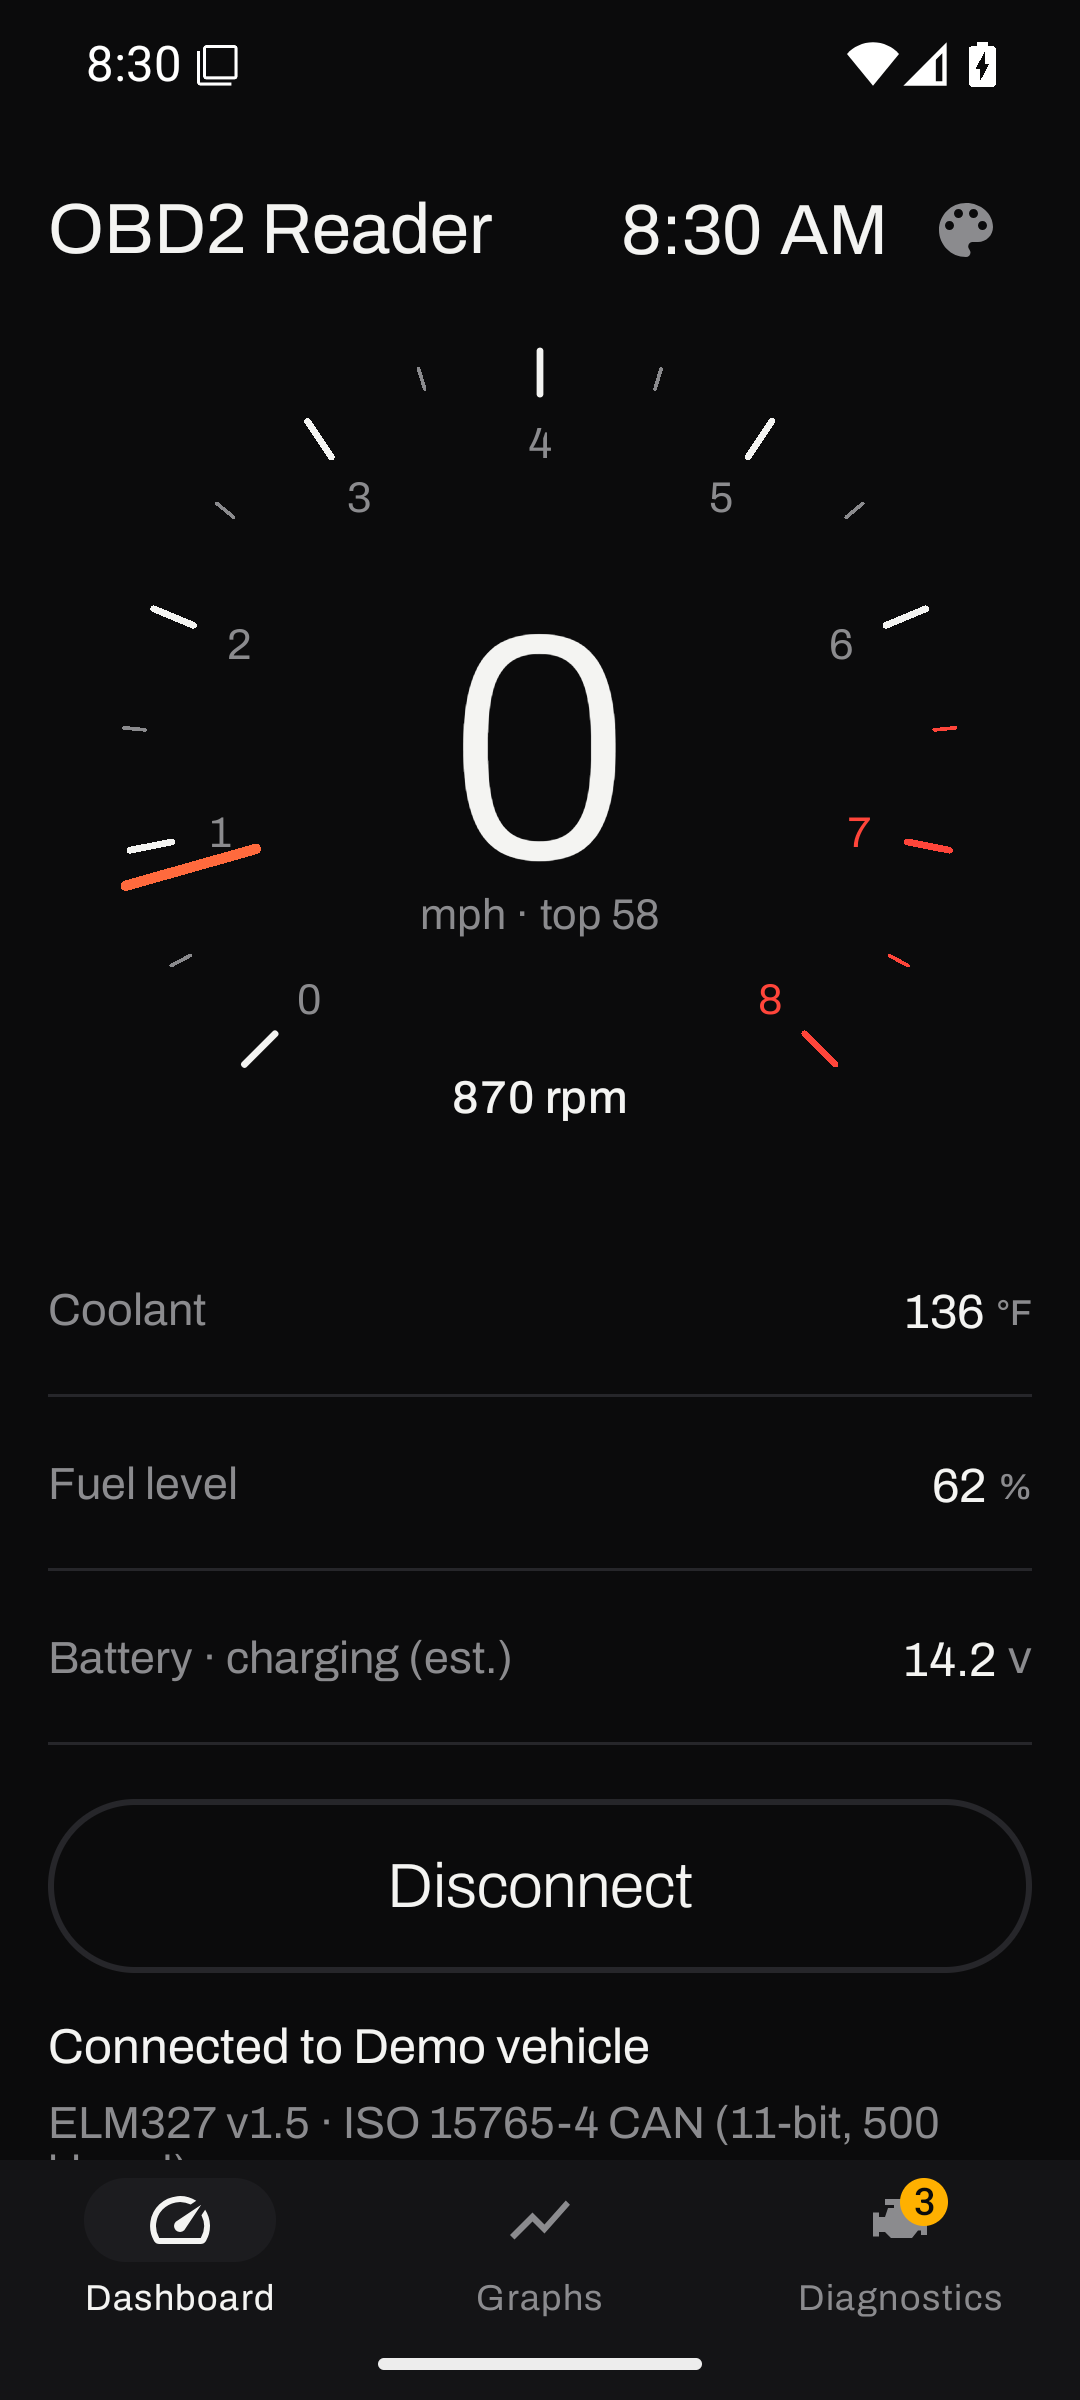 8:30
OBD2 Reader 8:30 AM
4
3 5
2 6
0
1 7
mph · top 58
0 8
870 rpm
Coolant 136 °F
Fuel level 62 %
Battery · charging (est.) 14.2 V
Disconnect
Connected to Demo vehicle
ELM327 v1.5 · ISO 15765-4 CAN (11-bit, 500
3
Dashboard Graphs Diagnostics